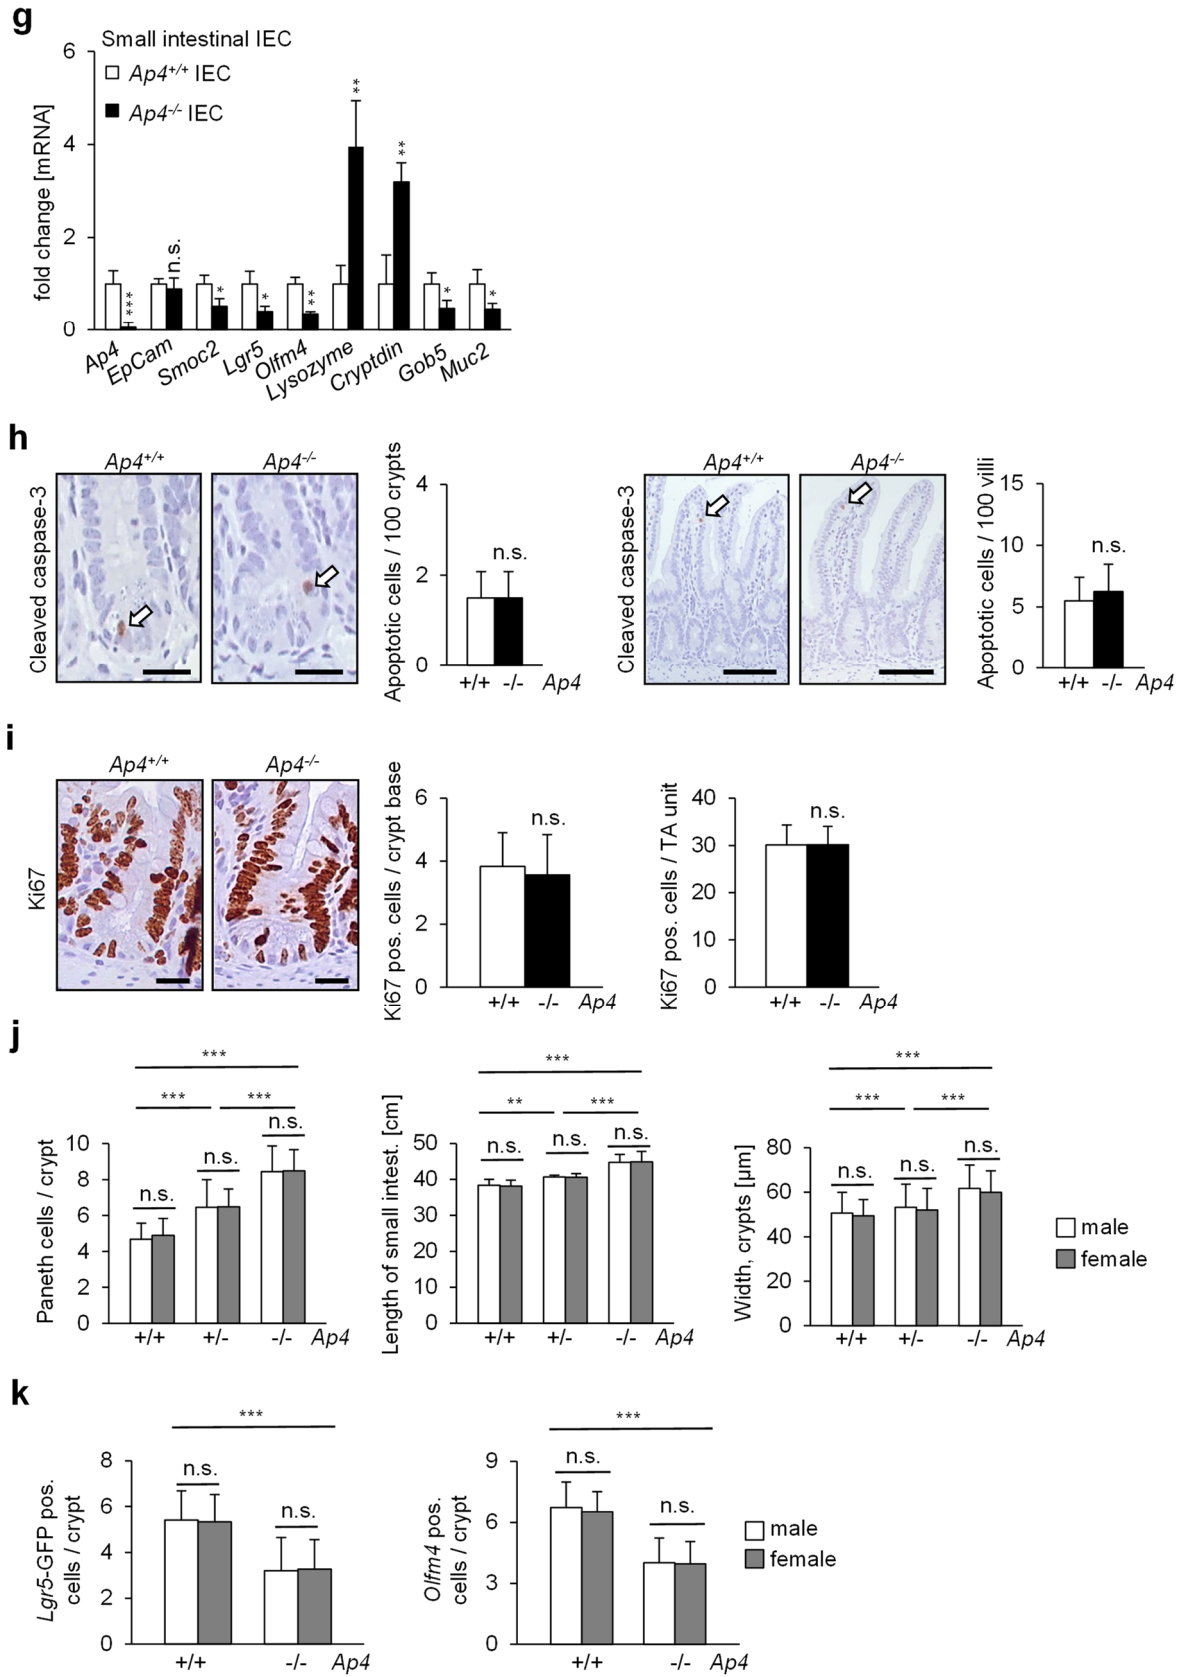 g
Small intestinal IEC
Ap4+/+ IEC
Ap4-/- IEC
fold change [mRNA]
6
4
2
0
***
n.s.
*
*
**
**
**
*
*
Ap4
EpCam
Smoc2
Lgr5
Olfm4
Lysozyme
Cryptdin
Gob5
Muc2
h
Cleaved caspase-3
Ap4+/+
Ap4-/-
Apoptotic cells / 100 crypts
4
2
0
n.s.
+/+ -/- Ap4
Cleaved caspase-3
Ap4+/+
Ap4-/-
Apoptotic cells / 100 villi
15
10
5
0
n.s.
+/+ -/- Ap4
i
Ki67
Ap4+/+
Ap4-/-
Ki67 pos. cells / crypt base
6
4
2
0
n.s.
+/+ -/- Ap4
Ki67 pos. cells / TA unit
40
30
20
10
0
n.s.
+/+ -/- Ap4
j
Paneth cells / crypt
***
*** ***
10
8
6
4
2
0
n.s.
n.s.
n.s.
+/+ +/- -/- Ap4
Length of small intest. [cm]
***
** ***
50
40
30
20
10
0
n.s.
n.s.
n.s.
+/+ +/- -/- Ap4
Width, crypts [µm]
***
*** ***
80
60
40
20
0
n.s.
n.s.
n.s.
+/+ +/- -/- Ap4
male
female
k
Lgr5-GFP pos.
cells / crypt
***
8
6
4
2
0
n.s.
n.s.
+/+ -/- Ap4
Olfm4 pos.
cells / crypt
***
9
6
3
0
n.s.
n.s.
+/+ -/- Ap4
male
female